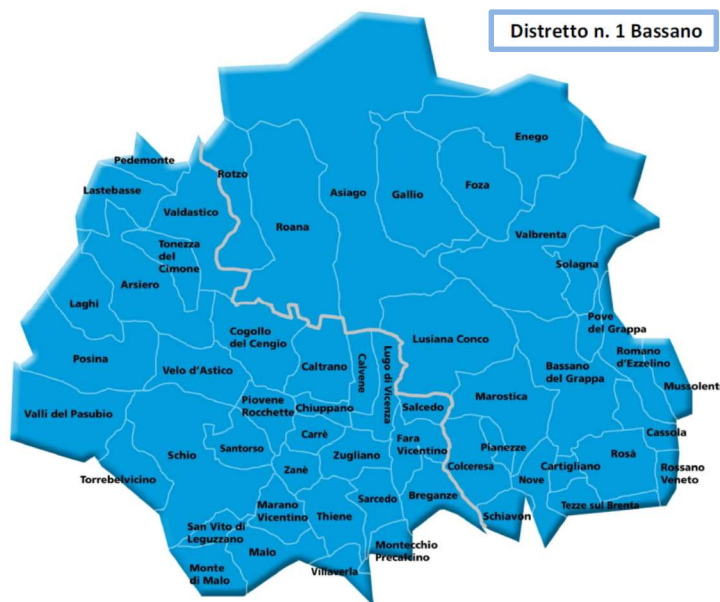 Distretto n. 1 Bassano
Enego
Pedemonte
Rotzo
Foza
Lastebasse
Asiago
Gallio
Valdastico
Roana
Valbrenta
Tonezza
del
Cimone
Solagna
Arsiero
Laghi
Pove
del Grappa
Cogollo
del Cengio
Lusiana Conco
Romano
d'Ezzelino
Posina
Velo d'Astico
Caltrano
Calvene
Lugo di Vicenza
Bassano
del Grappa
Mussolent
Marostica
Valli del Pasubio
Piovene
Rocchette
Chiuppano
Salcedo
Carrè
Fara
Vicentino
Cassola
Schio
Santorso
Zugliano
Pianezze
Rosà
Zanè
Colceresa
Cartigliano
Rossano
Veneto
Torrebelvicino
Nove
Sarcedo
Breganze
Marano
Vicentino
Thiene
Schiavon
Tezze sul Brenta
San Vito di
Leguzzano
Malo
Montecchio
Precalcino
Monte
di Malo
Villaverla